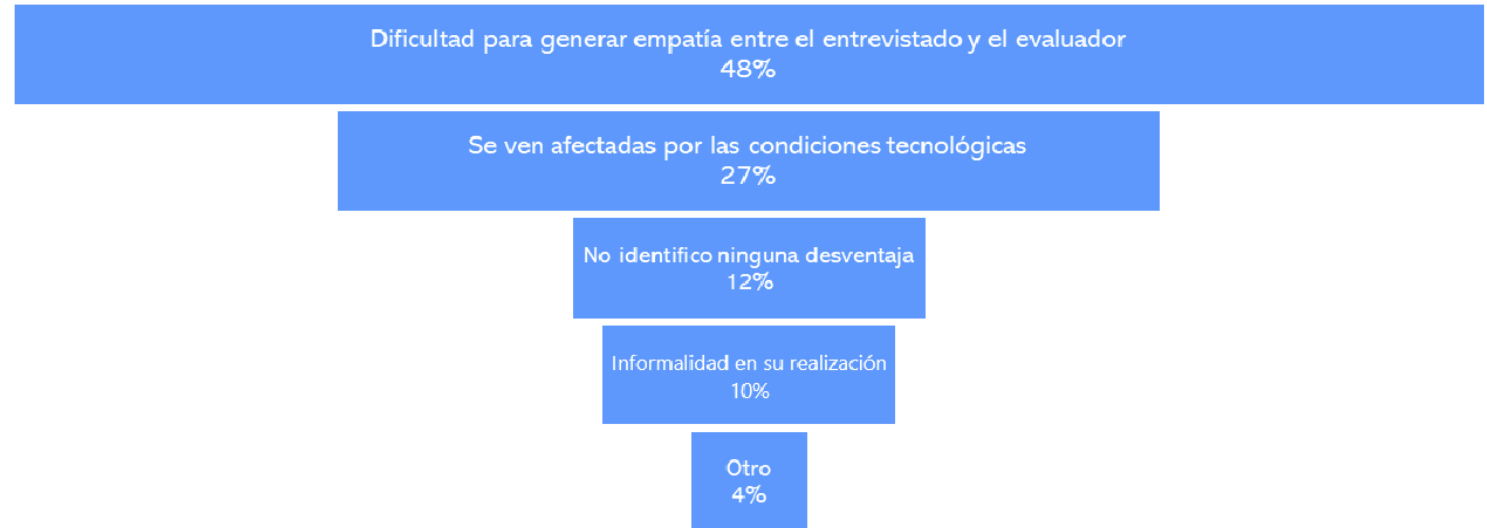 Dificultad para generar empatía entre el entrevistado y el evaluador
48%
Se ven afectadas por las condiciones tecnológicas
27%
No identifico ninguna desventaja
12%
Informalidad en su realización
10%
Otro
4%